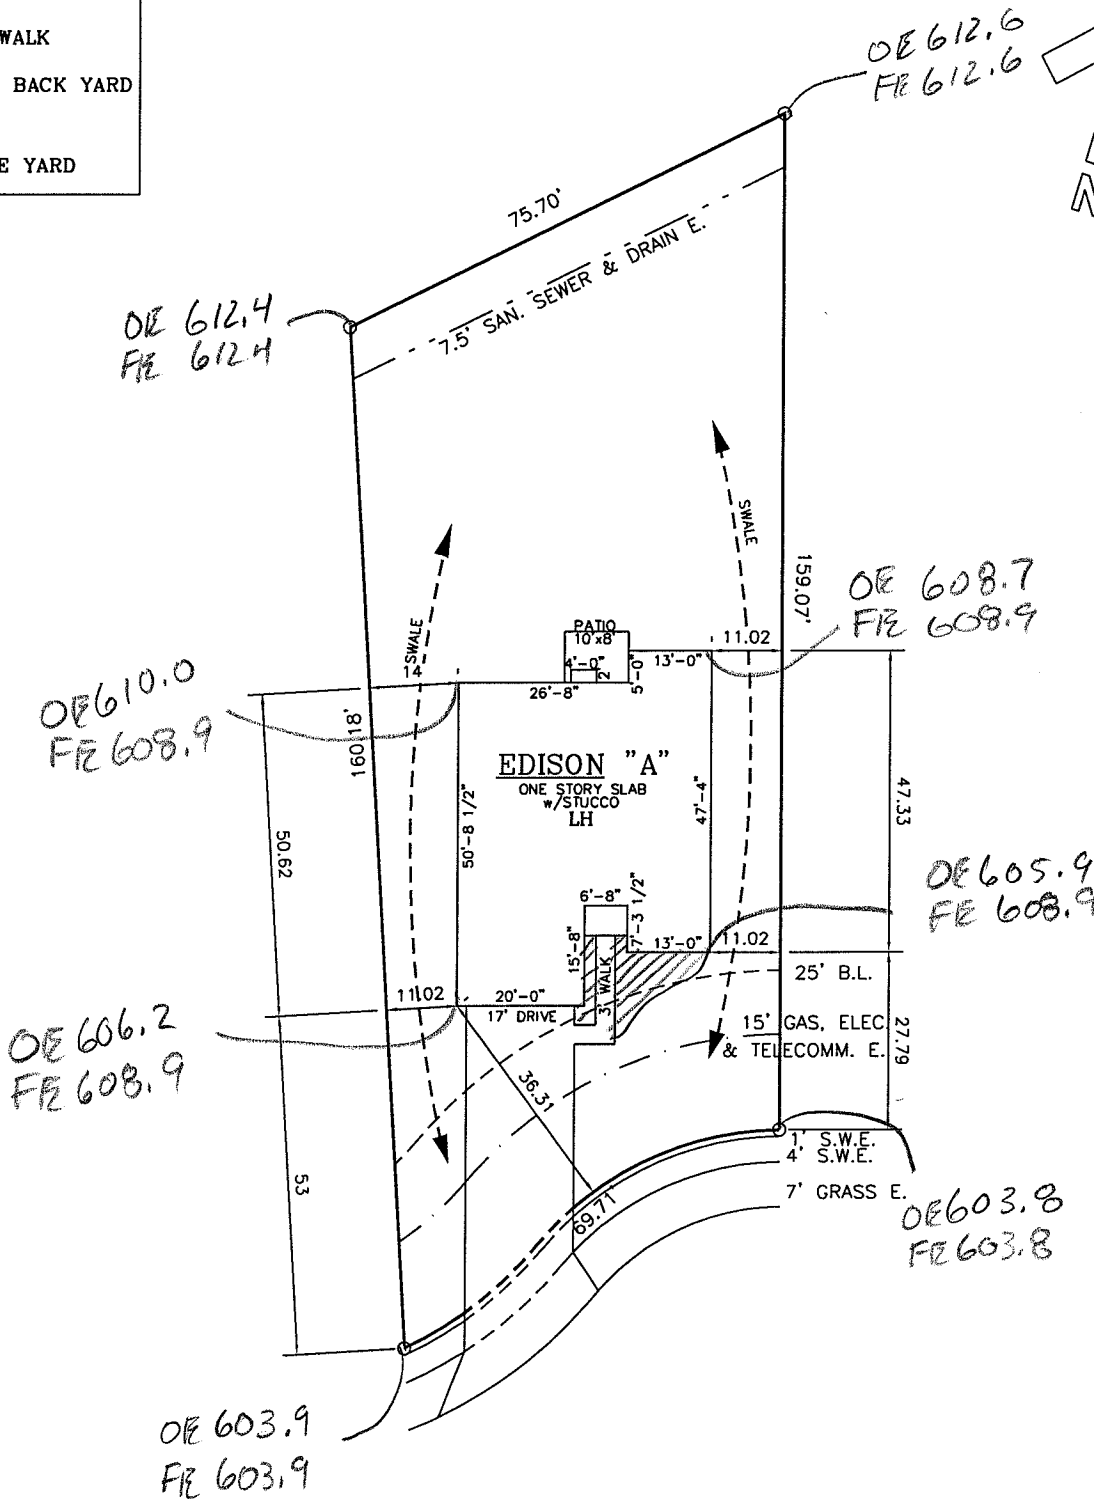 WALK
BACK YARD
E YARD
OE 612.6
FE 612.6
75.70'
7.5' SAN. SEWER & DRAIN E.
OE 612.4
FE 612.4
SWALE
SWALE
159.07'
OE 608.7
FE 608.9
PATIO
10'x8'
4'-0"
2'
5'-0"
13'-0"
11.02
14
26'-8"
OE 610.0
FE 608.9
160.18'
EDISON "A"
ONE STORY SLAB
w/STUCCO
LH
50'-8 1/2"
47'-4"
47.33
50.62
OE 605.9
FE 608.9
6'-8"
7'-3 1/2"
15'-8"
3' WALK
13'-0"
11.02
25' B.L.
11.02
20'-0"
17' DRIVE
15' GAS, ELEC.
& TELECOMM. E.
27.79
OE 606.2
FE 608.9
36.31
53
69.71'
1' S.W.E.
4' S.W.E.
7' GRASS E.
OE 603.8
FE 603.8
OE 603.9
FE 603.9